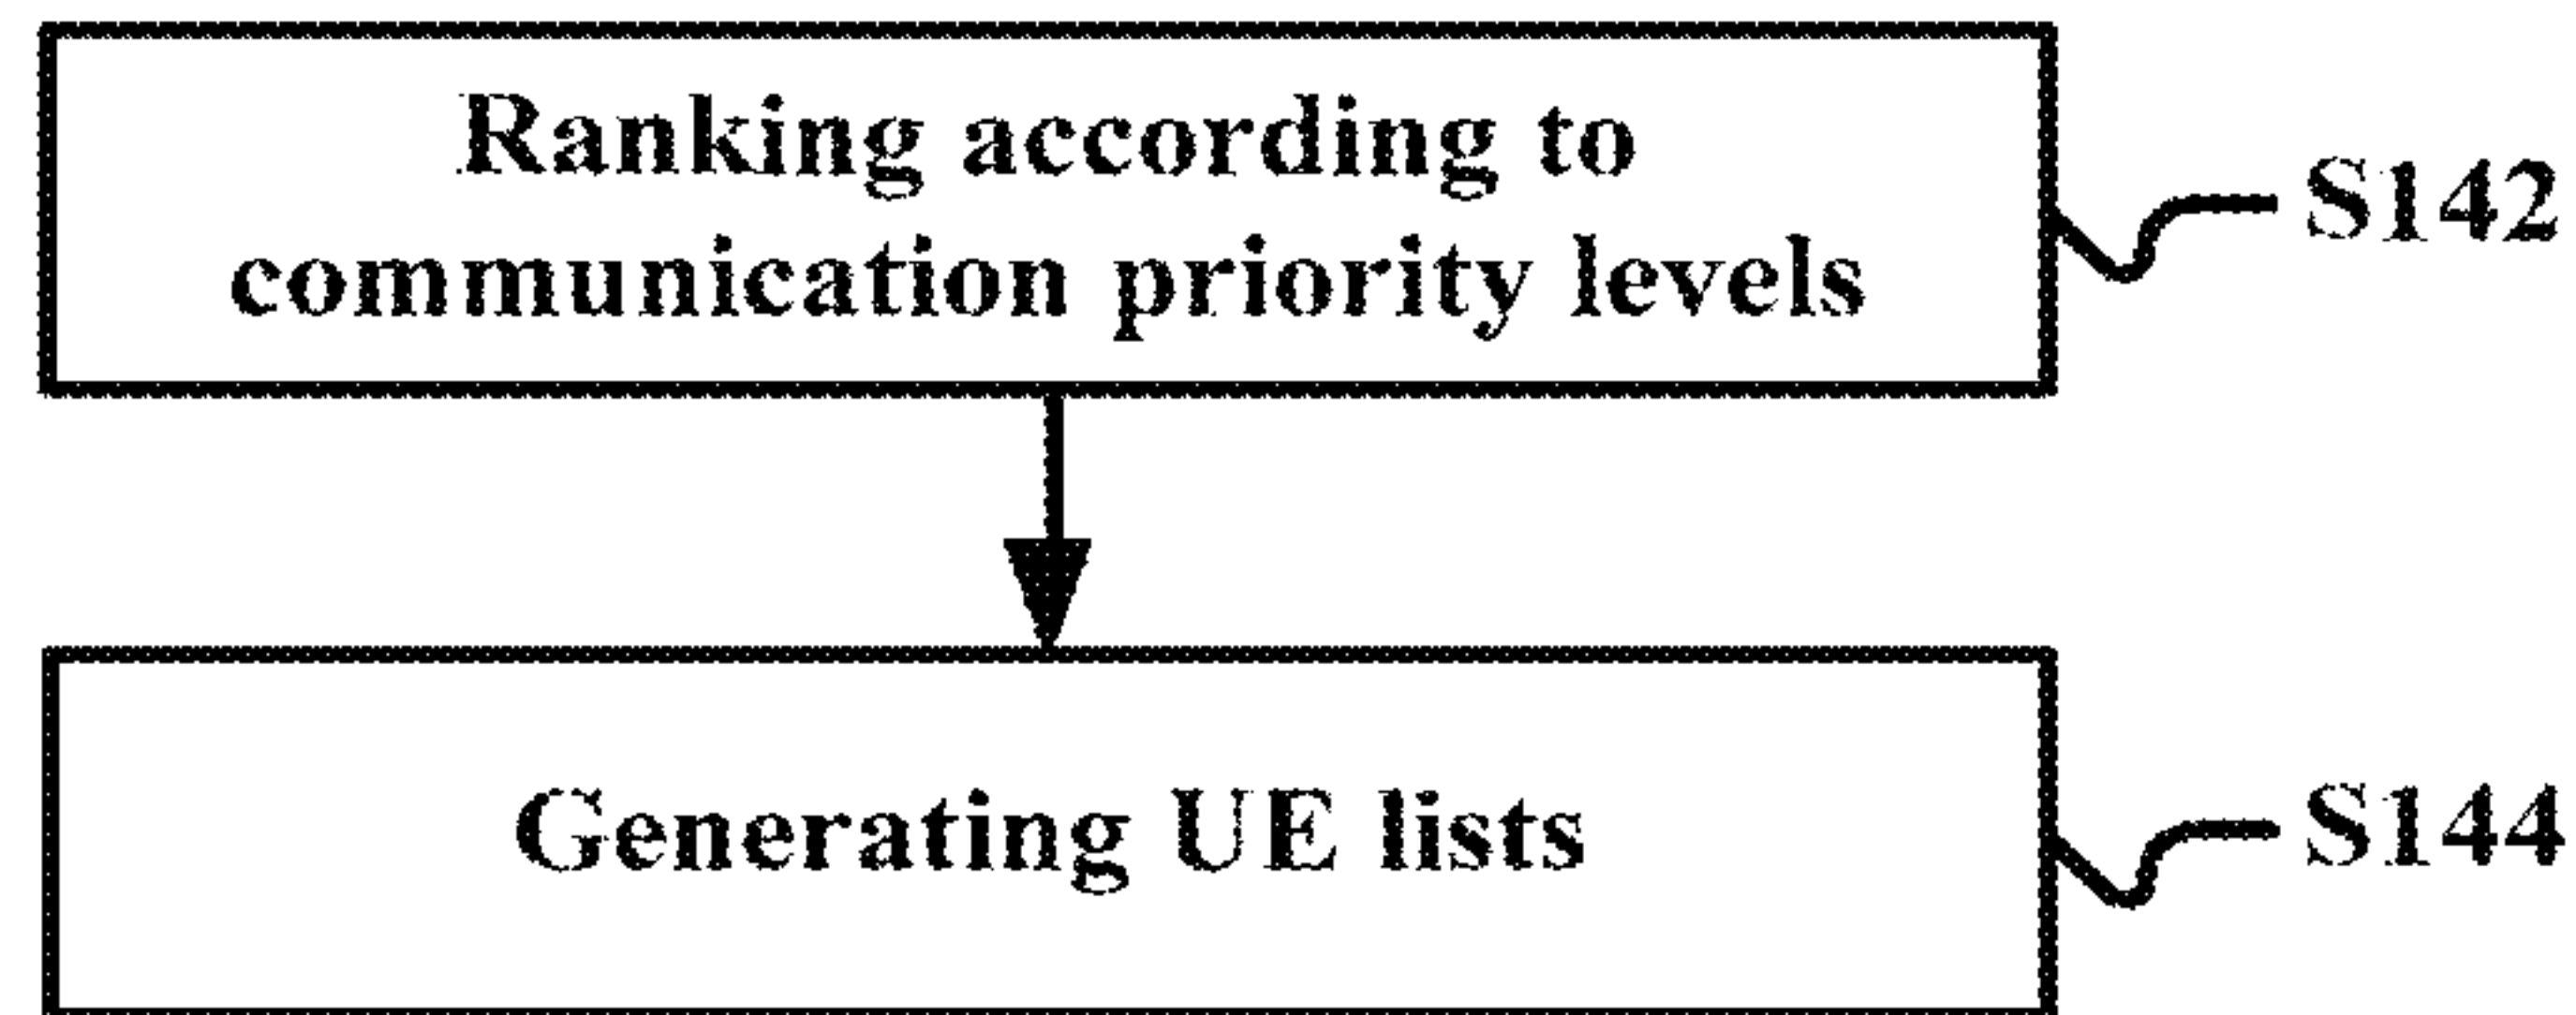 Ranking according to
communication priority levels
S142
Generating UE lists
S144